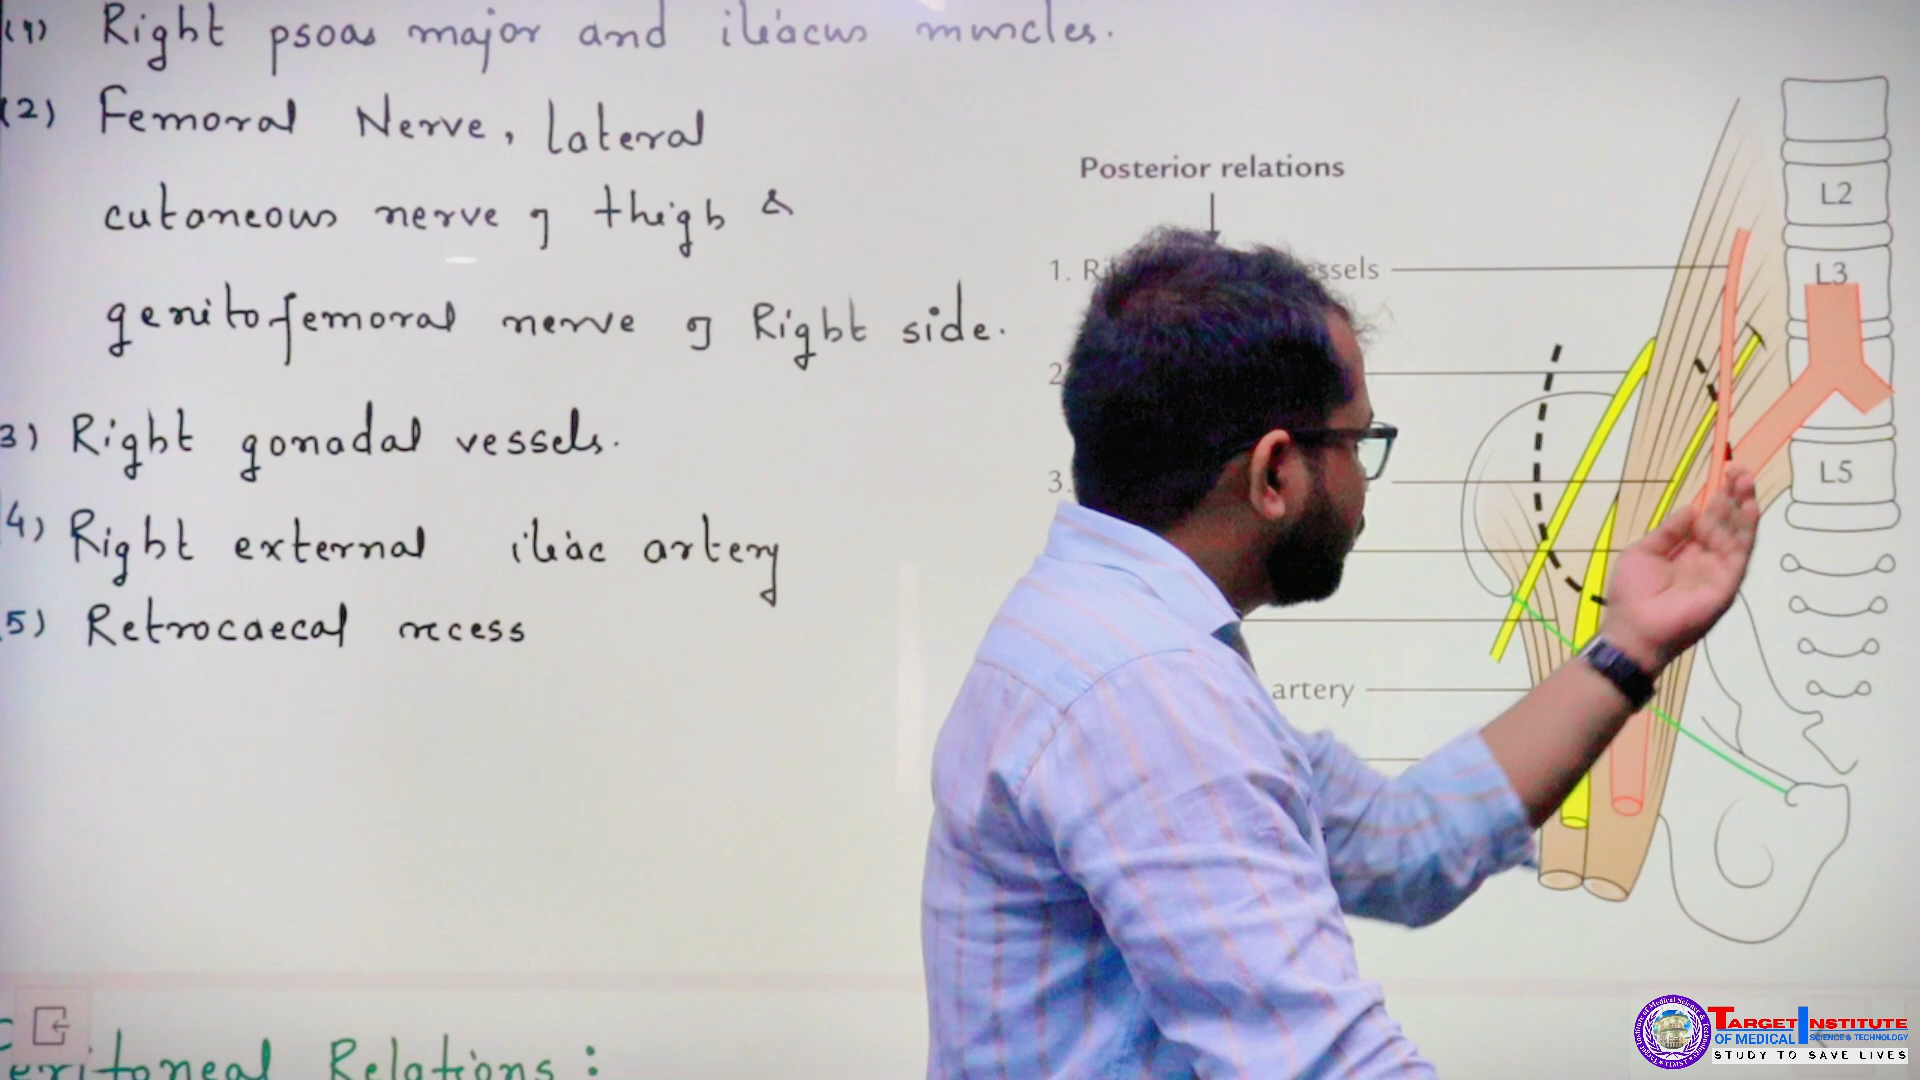 (1) Right psoas major and iliacus muscles.
(2) Femoral Nerve, lateral
cutaneous nerve of thigh &
genitofemoral nerve of Right side.
3) Right gonadal vessels.
4) Right external iliac artery
5) Retrocaecal recess
eritoneal Relations:
Posterior relations
1. R ssels
2
3.
artery
L2
L3
L5
TARGET INSTITUTE
OF MEDICAL SCIENCE & TECHNOLOGY
STUDY TO SAVE LIVES